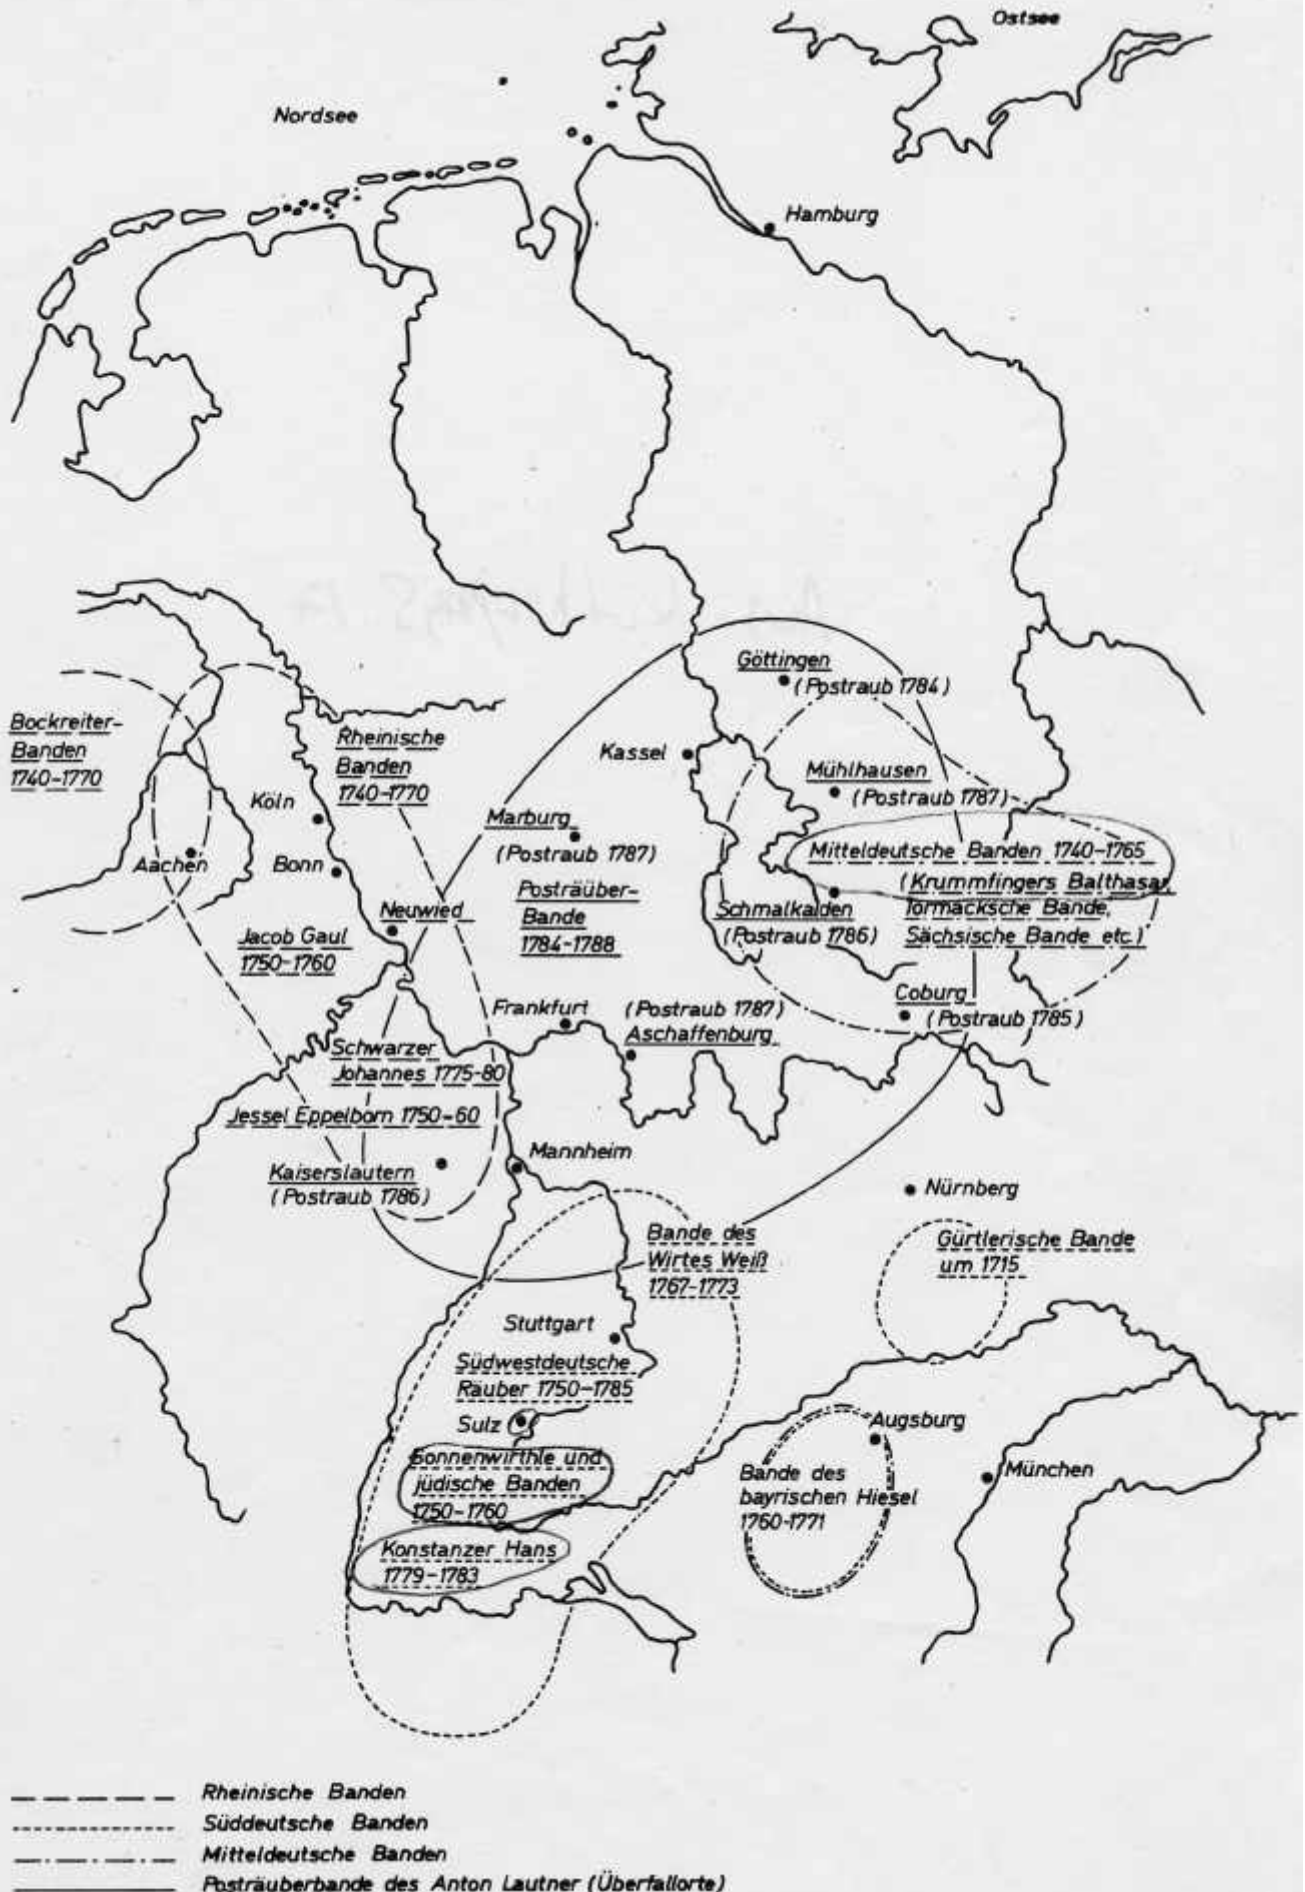 Ostsee
Nordsee
Hamburg
Göttingen
(Postraub 1784)
Bockreiter-
Banden
1740-1770
Rheinische
Banden
1740-1770
Kassel
Mühlhausen
(Postraub 1787)
Köln
Marburg
(Postraub 1787)
Aachen
Bonn
Mitteldeutsche Banden 1740-1765
(Krummfingers Balthasar,
Tormacksche Bande,
Sächsische Bande etc.)
Posträuber-
Bande
1784-1788
Schmalkalden
(Postraub 1786)
Neuwied
Jacob Gaul
1750-1760
Coburg
(Postraub 1785)
Frankfurt
(Postraub 1787)
Aschaffenburg
Schwarzer
Johannes 1775-80
Jessel Eppelborn 1750-60
Mannheim
Kaiserslautern
(Postraub 1786)
Nürnberg
Bande des
Wirtes Weiß
1767-1773
Gürtlerische Bande
um 1715
Stuttgart
Südwestdeutsche
Räuber 1750-1785
Sulz
Augsburg
Sonnenwirthle und
jüdische Banden
1750-1760
Bande des
bayrischen Hiesel
1760-1771
München
Konstanzer Hans
1779-1783
Rheinische Banden
Süddeutsche Banden
Mitteldeutsche Banden
Posträuberbande des Anton Lautner (Überfallorte)